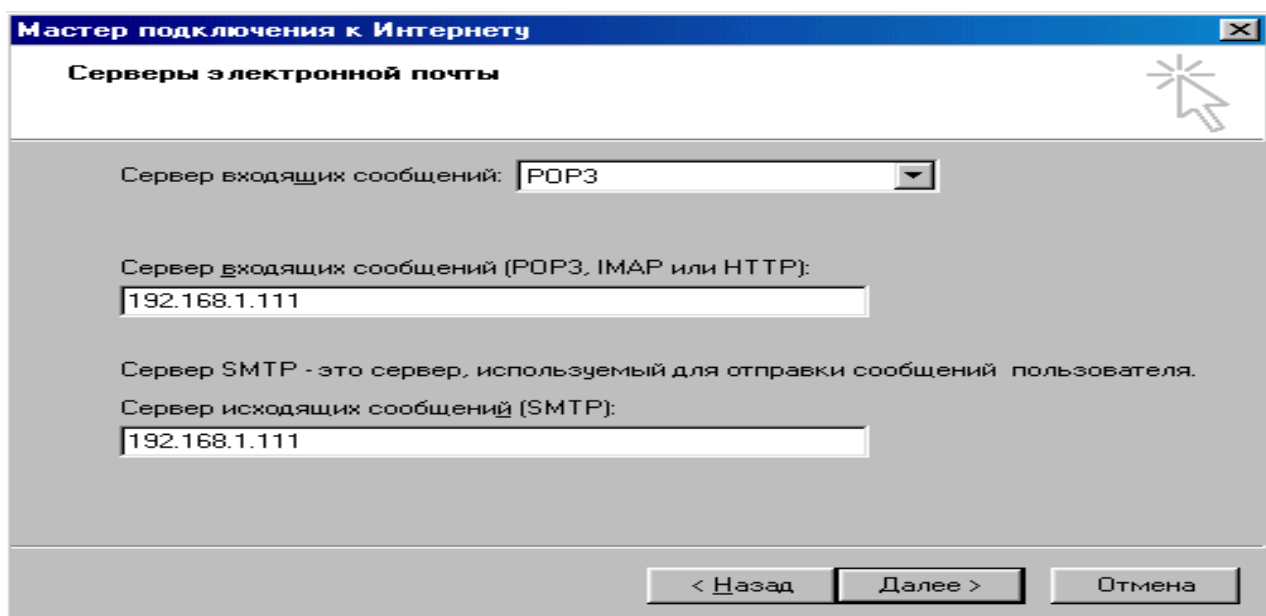 Мастер подключения к Интернету
Серверы электронной почты
Сервер входящих сообщений: POP3
Сервер входящих сообщений (POP3, IMAP или HTTP):
192.168.1.111
Сервер SMTP - это сервер, используемый для отправки сообщений пользователя.
Сервер исходящих сообщений (SMTP):
192.168.1.111
< Назад Далее > Отмена